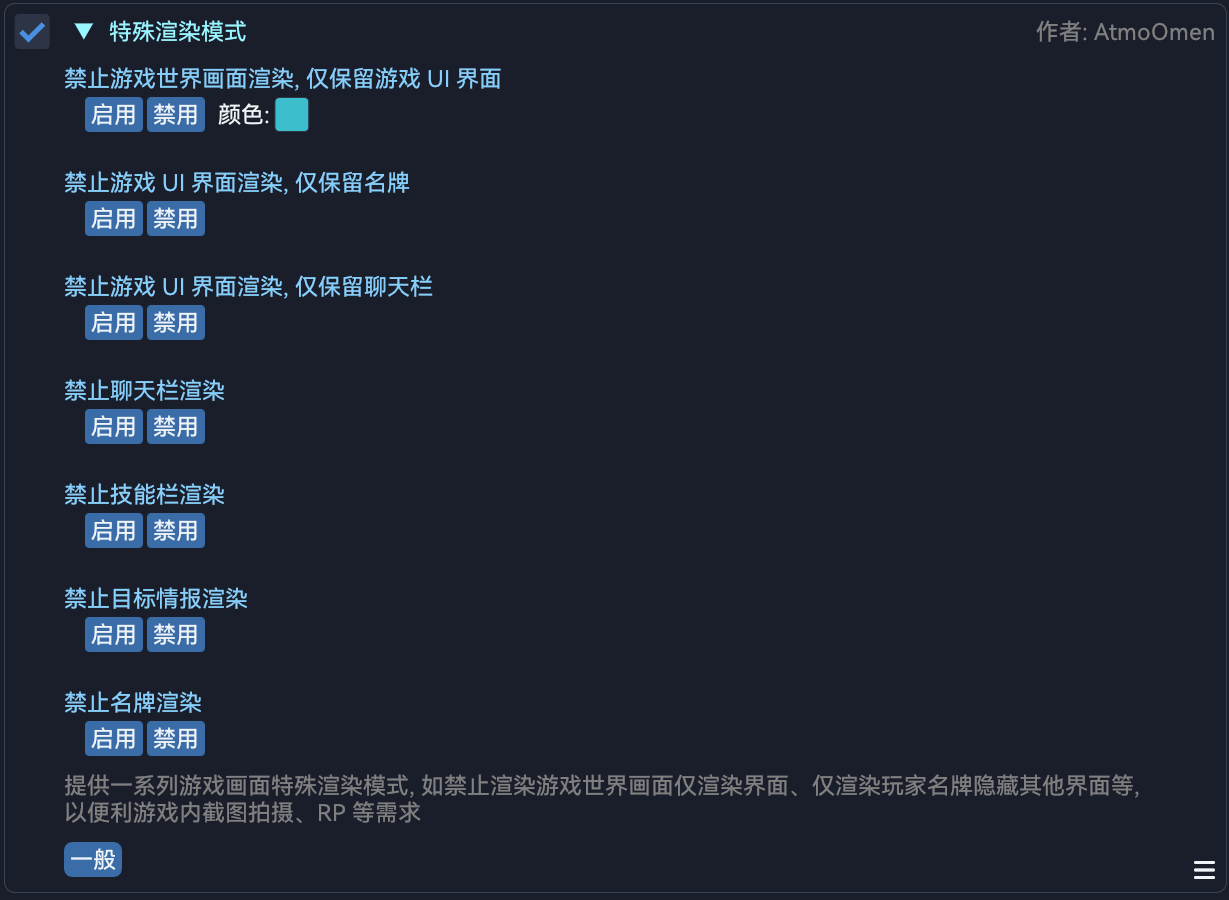 特殊渲染模式 作者: AtmoOmen
禁止游戏世界画面渲染, 仅保留游戏 UI 界面
启用 禁用 颜色:
禁止游戏 UI 界面渲染, 仅保留名牌
启用 禁用
禁止游戏 UI 界面渲染, 仅保留聊天栏
启用 禁用
禁止聊天栏渲染
启用 禁用
禁止技能栏渲染
启用 禁用
禁止目标情报渲染
启用 禁用
禁止名牌渲染
启用 禁用
提供一系列游戏画面特殊渲染模式, 如禁止渲染游戏世界画面仅渲染界面、仅渲染玩家名牌隐藏其他界面等,
以便利游戏内截图拍摄、RP 等需求
一般